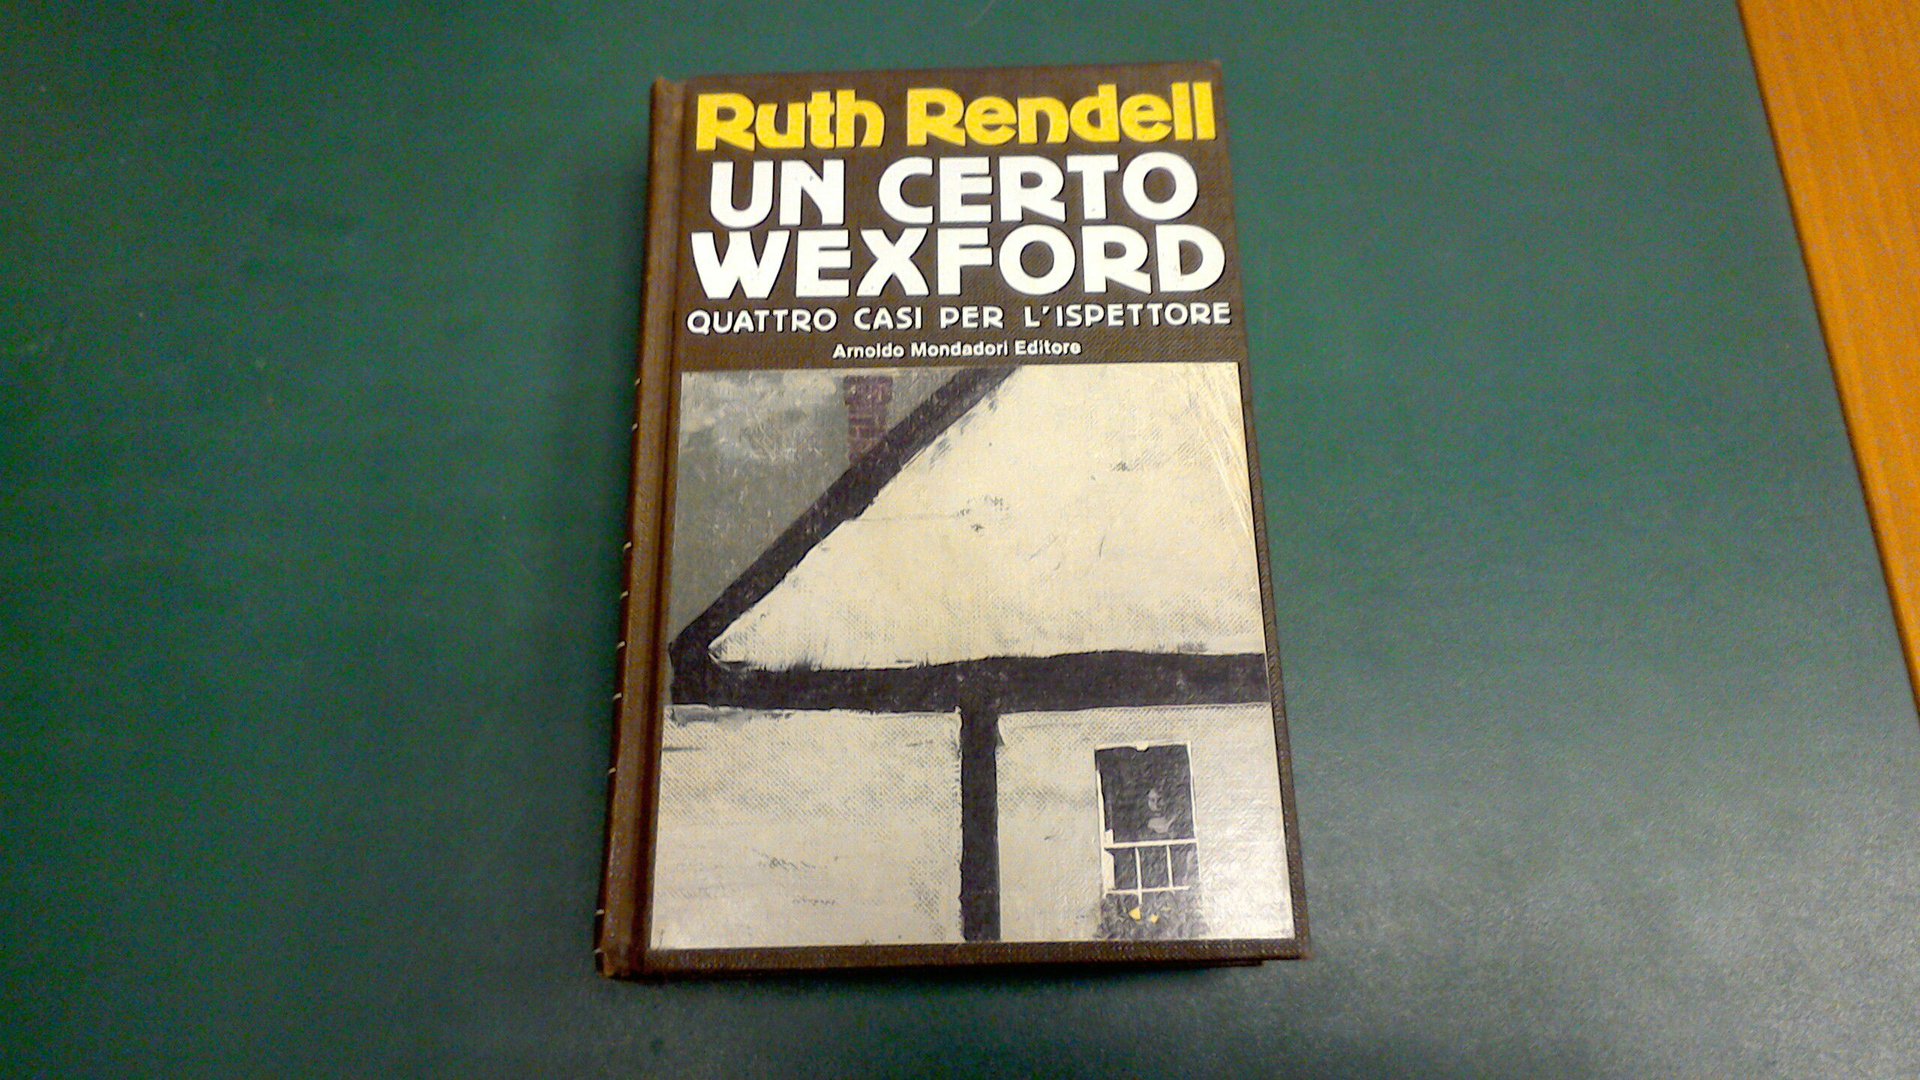 Ruth Rendell
UN CERTO
WEXFORD
QUATTRO CASI PER L'ISPETTORE
Arnoldo Mondadori Editore